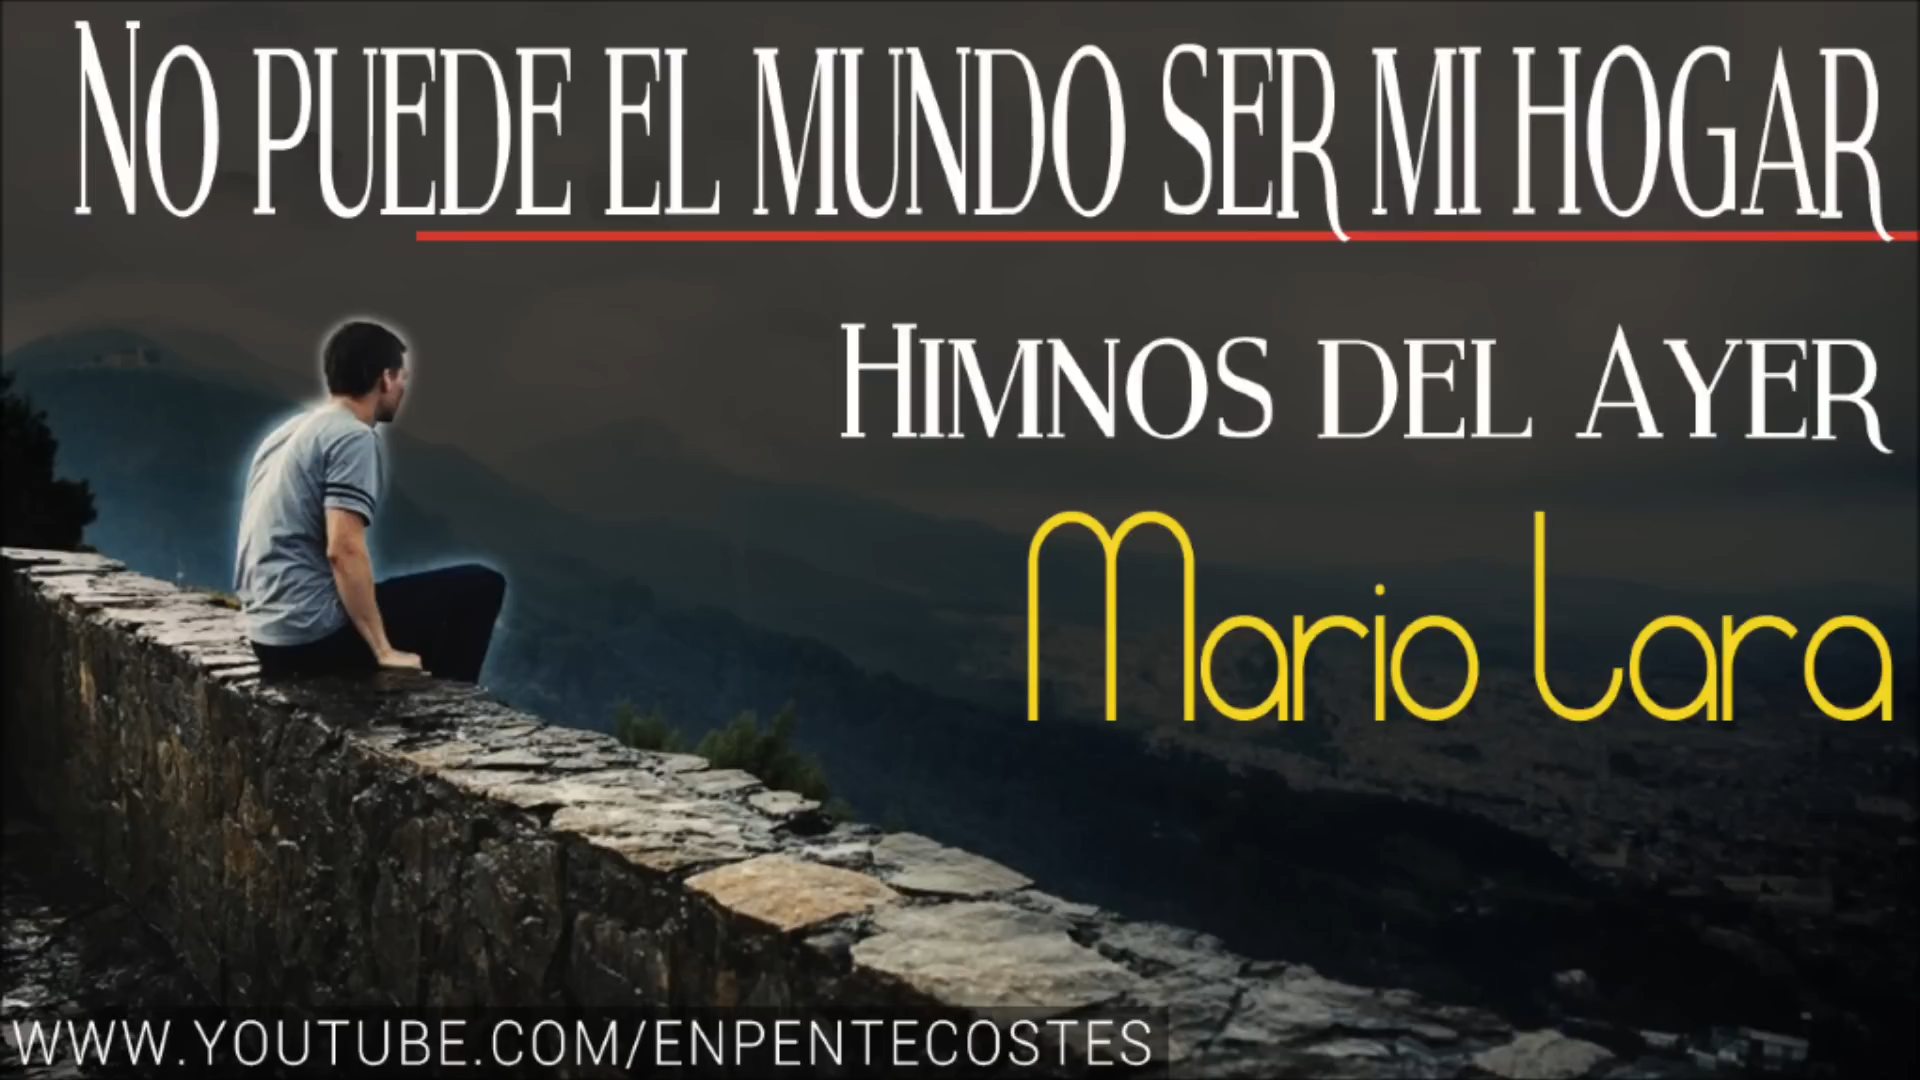 No puede el mundo ser mi hogar
Himnos del Ayer
Mario Lara
WWW.YOUTUBE.COM/ENPENTECOSTES